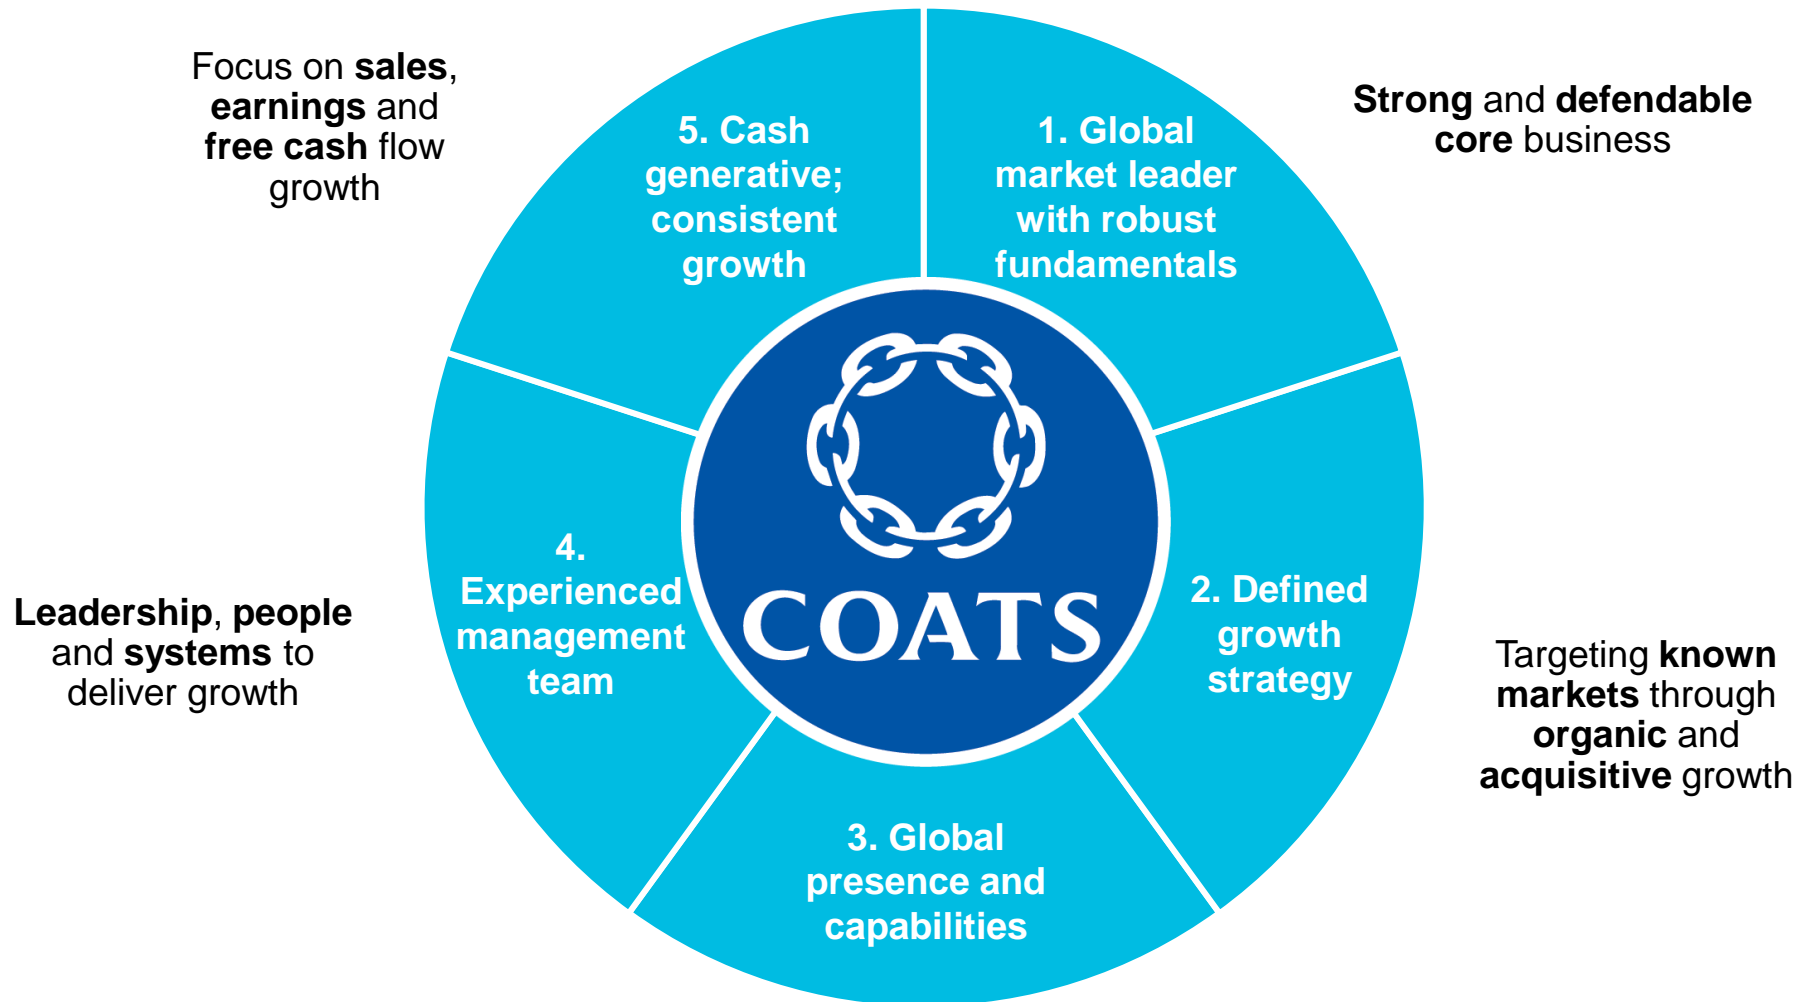 Focus on sales,
earnings and
free cash flow
growth
5. Cash
generative;
consistent
growth
1. Global
market leader
with robust
fundamentals
Strong and defendable
core business
Leadership, people
and systems to
deliver growth
4.
Experienced
management
team
COATS
2. Defined
growth
strategy
Targeting known
markets through
organic and
acquisitive growth
3. Global
presence and
capabilities